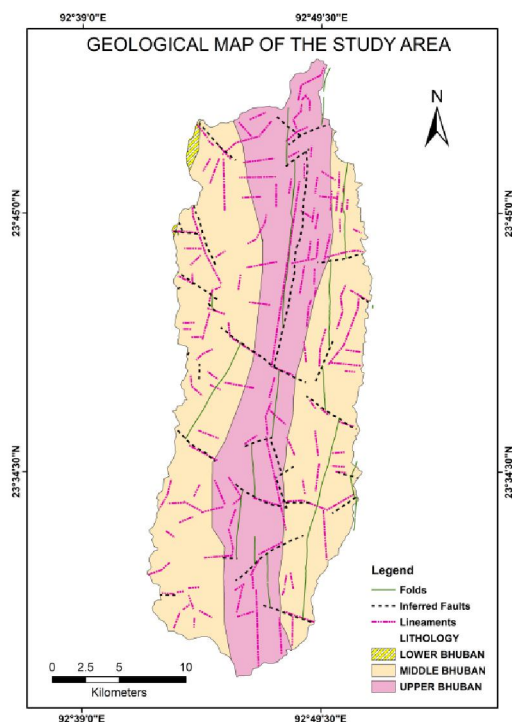 92°39'0"E
92°49'30"E
GEOLOGICAL MAP OF THE STUDY AREA
N
23°45'0"N
23°45'0"N
23°34'30"N
23°34'30"N
Legend
Folds
Inferred Faults
Lineaments
LITHOLOGY
LOWER BHUBAN
MIDDLE BHUBAN
UPPER BHUBAN
0 2.5 5 10
Kilometers
92°39'0"E
92°49'30"E